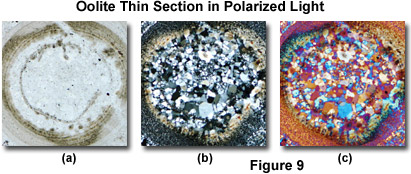 Oolite Thin Section in Polarized Light
(a)
(b)
(c)
Figure 9